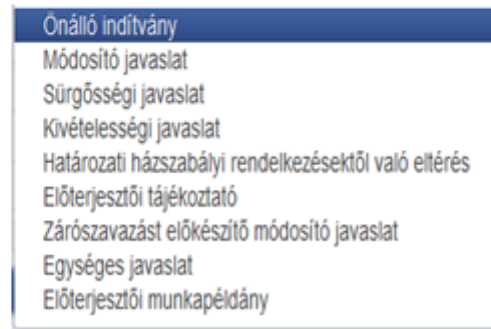 Önálló indítvány
Módosító javaslat
Sürgősségi javaslat
Kivételességi javaslat
Határozati házszabályi rendelkezésektől való eltérés
Előterjesztői tájékoztató
Zárószavazást előkészítő módosító javaslat
Egységes javaslat
Előterjesztői munkapéldány